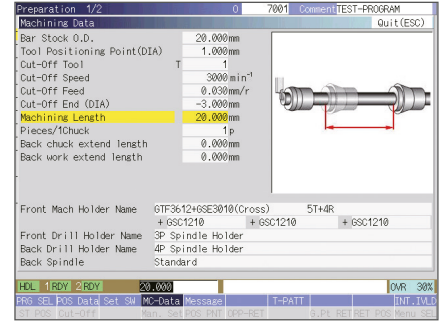 Preparation 1/2 0 7001 Comment TEST-PROGRAM
Machining Data Quit(ESC)
Bar Stock O.D. 20.000mm
Tool Positioning Point(DIA) 1.000mm
Cut-Off Tool T 1
Cut-Off Speed 3000min⁻¹
Cut-Off Feed 0.030mm/r
Cut-Off End (DIA) -3.000mm
Machining Length 20.000mm
Pieces/1Chuck 1p
Back chuck extend length 0.000mm
Back work extend length 0.000mm
Front Mach Holder Name GTF3612+GSE3010(Cross) 5T+4R
+ GSC1210 + GSC1210 + GSC1210
Front Drill Holder Name 3P Spindle Holder
Back Drill Holder Name 4P Spindle Holder
Back Spindle Standard
HDL 1 RDY 2 RDY 20.000 OVR 30%
PRG SEL POS Data Set SW MC-Data Message T-PATT INT.IVLD
ST POS Cut-Off Man. Set POS PNT OPP-RET G.Pt RET RET POS Menu SEL